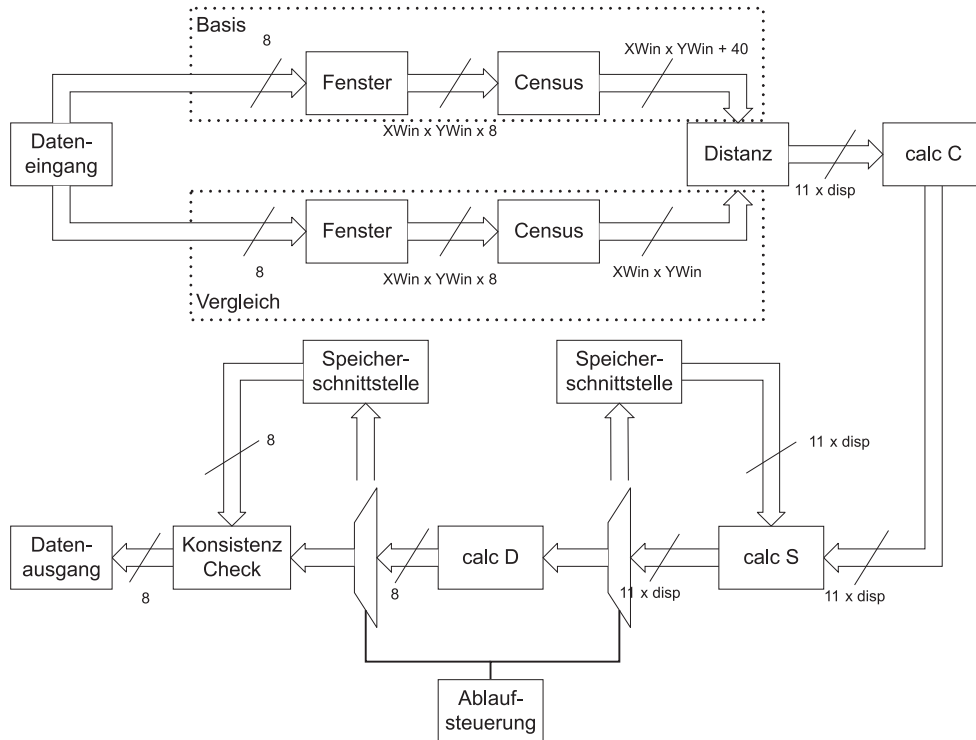 Basis
8
XWin x YWin + 40
Fenster
Census
XWin x YWin x 8
Daten-
eingang
Distanz
calc C
11 x disp
Fenster
Census
8
XWin x YWin x 8
XWin x YWin
Vergleich
Speicher-
schnittstelle
Speicher-
schnittstelle
8
11 x disp
Daten-
ausgang
Konsistenz
Check
calc D
calc S
8
8
11 x disp
11 x disp
Ablauf-
steuerung